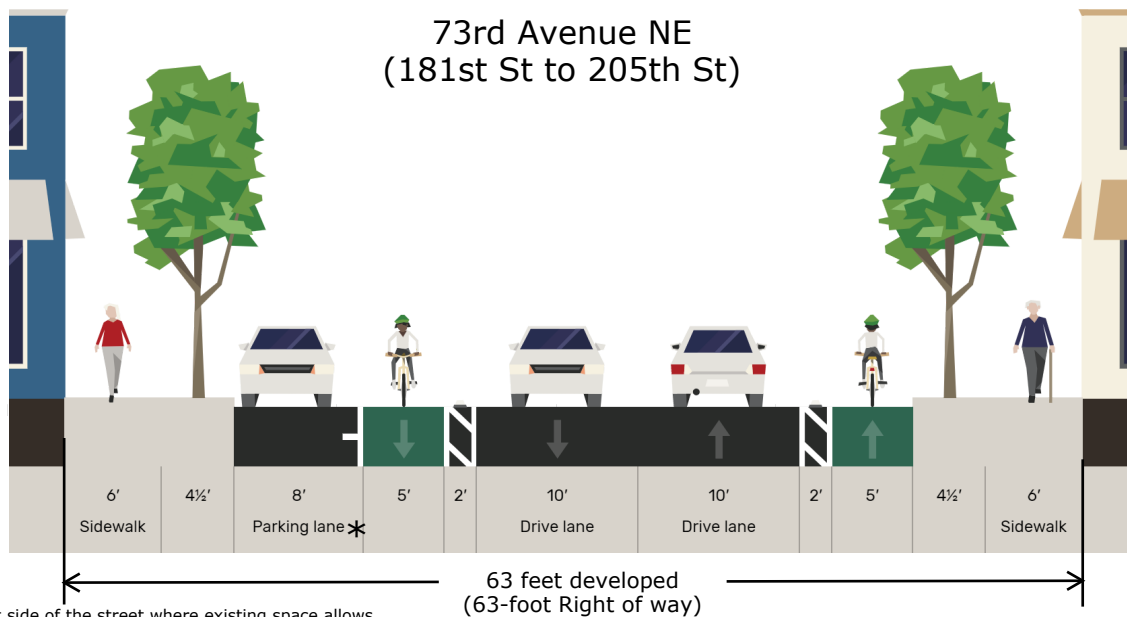 73rd Avenue NE
(181st St to 205th St)
6' 4½' 8' 5' 2' 10' 10' 2' 5' 4½' 6'
Sidewalk Parking lane * Drive lane Drive lane Sidewalk
63 feet developed
(63-foot Right of way)
side of the street where existing space allows